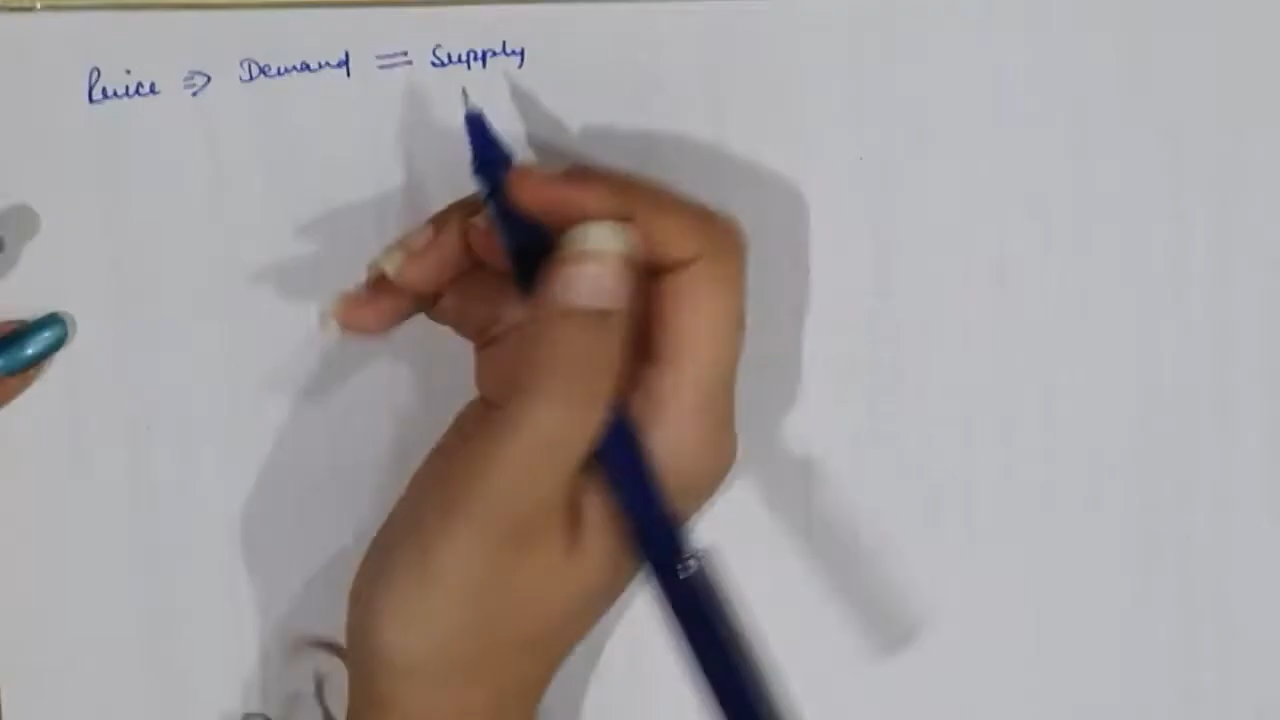 Price ⇒ Demand = Supply